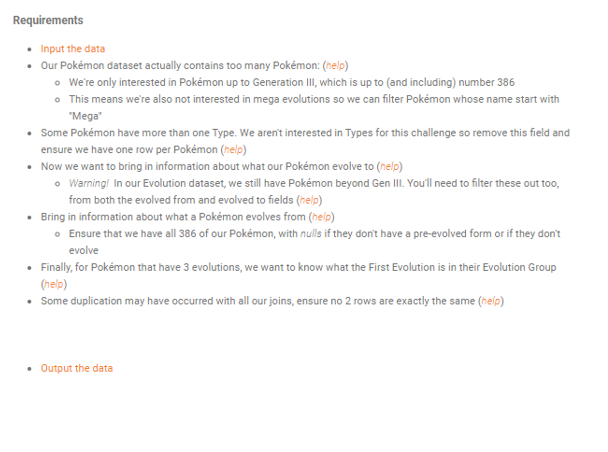 Requirements
Input the data
Our Pokémon dataset actually contains too many Pokémon: (help)
We're only interested in Pokémon up to Generation III, which is up to (and including) number 386
This means we're also not interested in mega evolutions so we can filter Pokémon whose name start with
"Mega"
Some Pokémon have more than one Type. We aren't interested in Types for this challenge so remove this field and
ensure we have one row per Pokémon (help)
Now we want to bring in information about what our Pokémon evolve to (help)
Warning! In our Evolution dataset, we still have Pokémon beyond Gen III. You'll need to filter these out too,
from both the evolved from and evolved to fields (help)
Bring in information about what a Pokémon evolves from (help)
Ensure that we have all 386 of our Pokémon, with nulls if they don't have a pre-evolved form or if they don't
evolve
Finally, for Pokémon that have 3 evolutions, we want to know what the First Evolution is in their Evolution Group
(help)
Some duplication may have occurred with all our joins, ensure no 2 rows are exactly the same (help)
Output the data